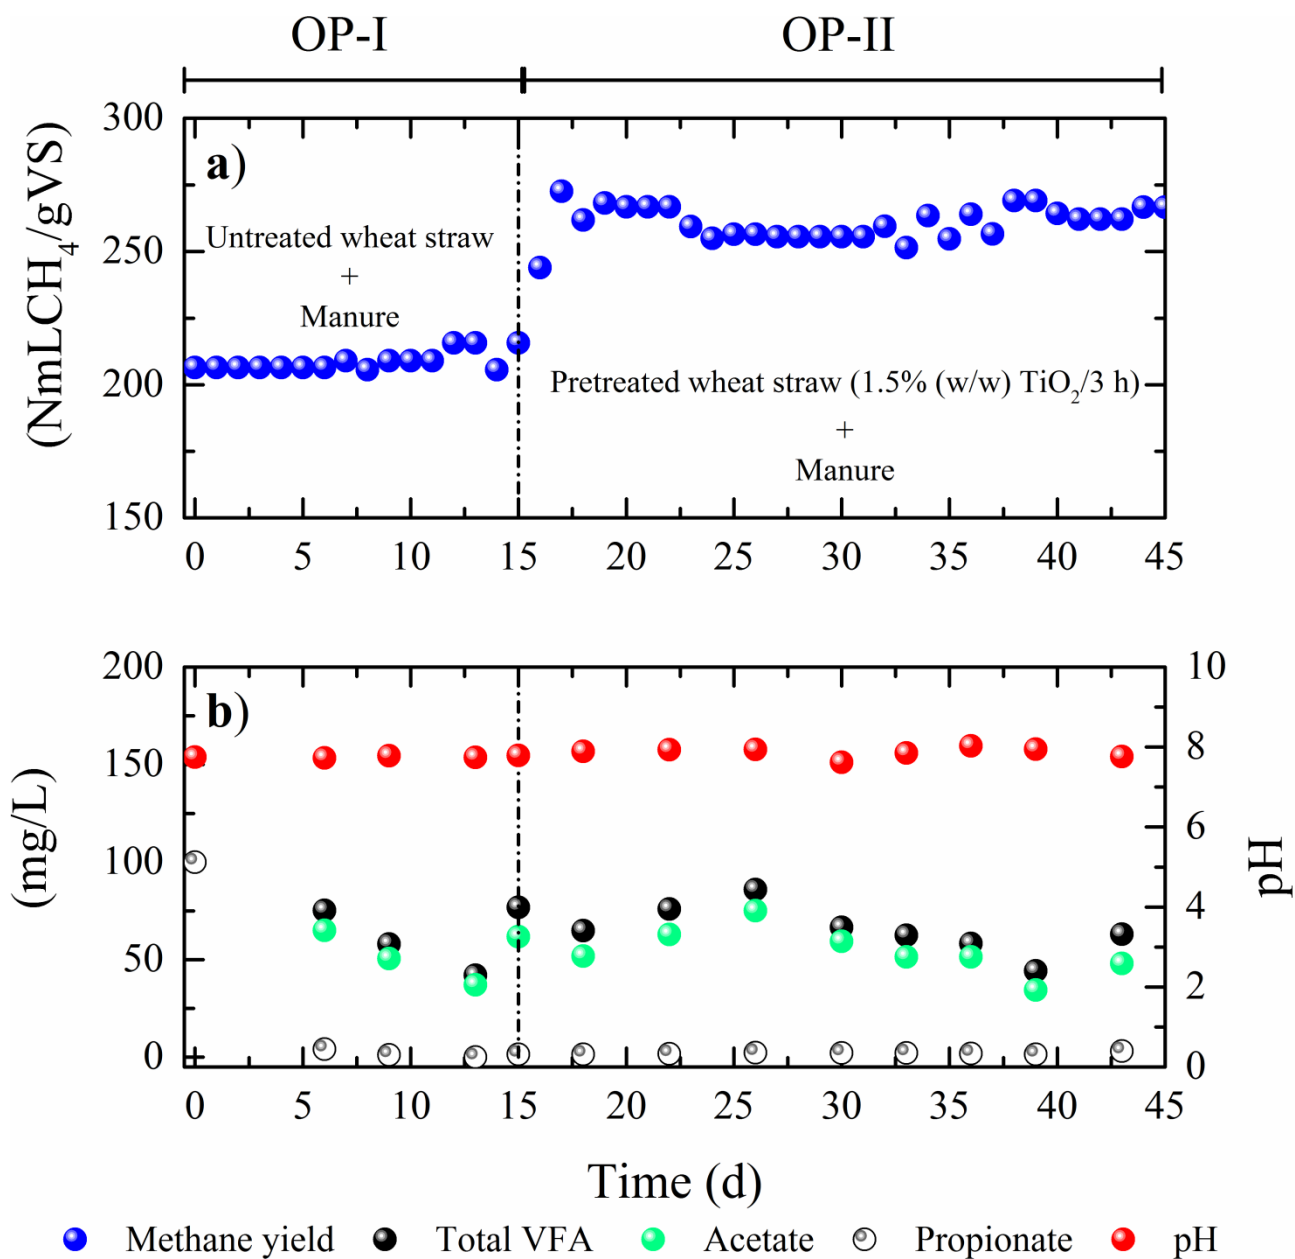 OP-I OP-II
(NmLCH₄/gVS)
300
250
200
150
a)
Untreated wheat straw
+
Manure
Pretreated wheat straw (1.5% (w/w) TiO₂/3 h)
+
Manure
0 5 10 15 20 25 30 35 40 45
(mg/L)
200
150
100
50
0
b)
10
8
6
4
2
0
pH
0 5 10 15 20 25 30 35 40 45
Time (d)
Methane yield Total VFA Acetate Propionate pH